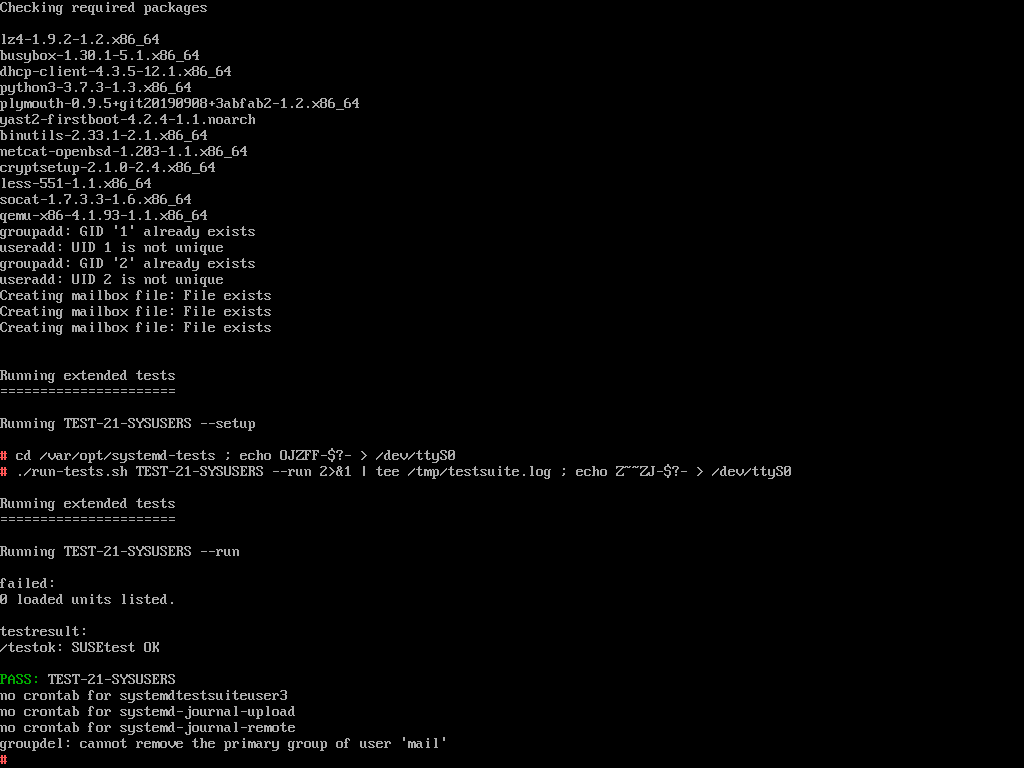 Checking required packages
lz4-1.9.2-1.2.x86_64
busybox-1.30.1-5.1.x86_64
dhcp-client-4.3.5-12.1.x86_64
python3-3.7.3-1.3.x86_64
plymouth-0.9.5+git20190908+3abfab2-1.2.x86_64
yast2-firstboot-4.2.4-1.1.noarch
binutils-2.33.1-2.1.x86_64
netcat-openbsd-1.203-1.1.x86_64
cryptsetup-2.1.0-2.4.x86_64
less-551-1.1.x86_64
socat-1.7.3.3-1.6.x86_64
qemu-x86-4.1.93-1.1.x86_64
groupadd: GID '1' already exists
useradd: UID 1 is not unique
groupadd: GID '2' already exists
useradd: UID 2 is not unique
Creating mailbox file: File exists
Creating mailbox file: File exists
Creating mailbox file: File exists
Running extended tests
======================
Running TEST-21-SYSUSERS --setup
# cd /var/opt/systemd-tests ; echo OJZFF-$?- > /dev/ttyS0
# ./run-tests.sh TEST-21-SYSUSERS --run 2>&1 | tee /tmp/testsuite.log ; echo Z~~ZJ-$?- > /dev/ttyS0
Running extended tests
======================
Running TEST-21-SYSUSERS --run
failed:
0 loaded units listed.
testresult:
/testok: SUSEtest OK
PASS: TEST-21-SYSUSERS
no crontab for systemdtestsuiteuser3
no crontab for systemd-journal-upload
no crontab for systemd-journal-remote
groupdel: cannot remove the primary group of user 'mail'
#